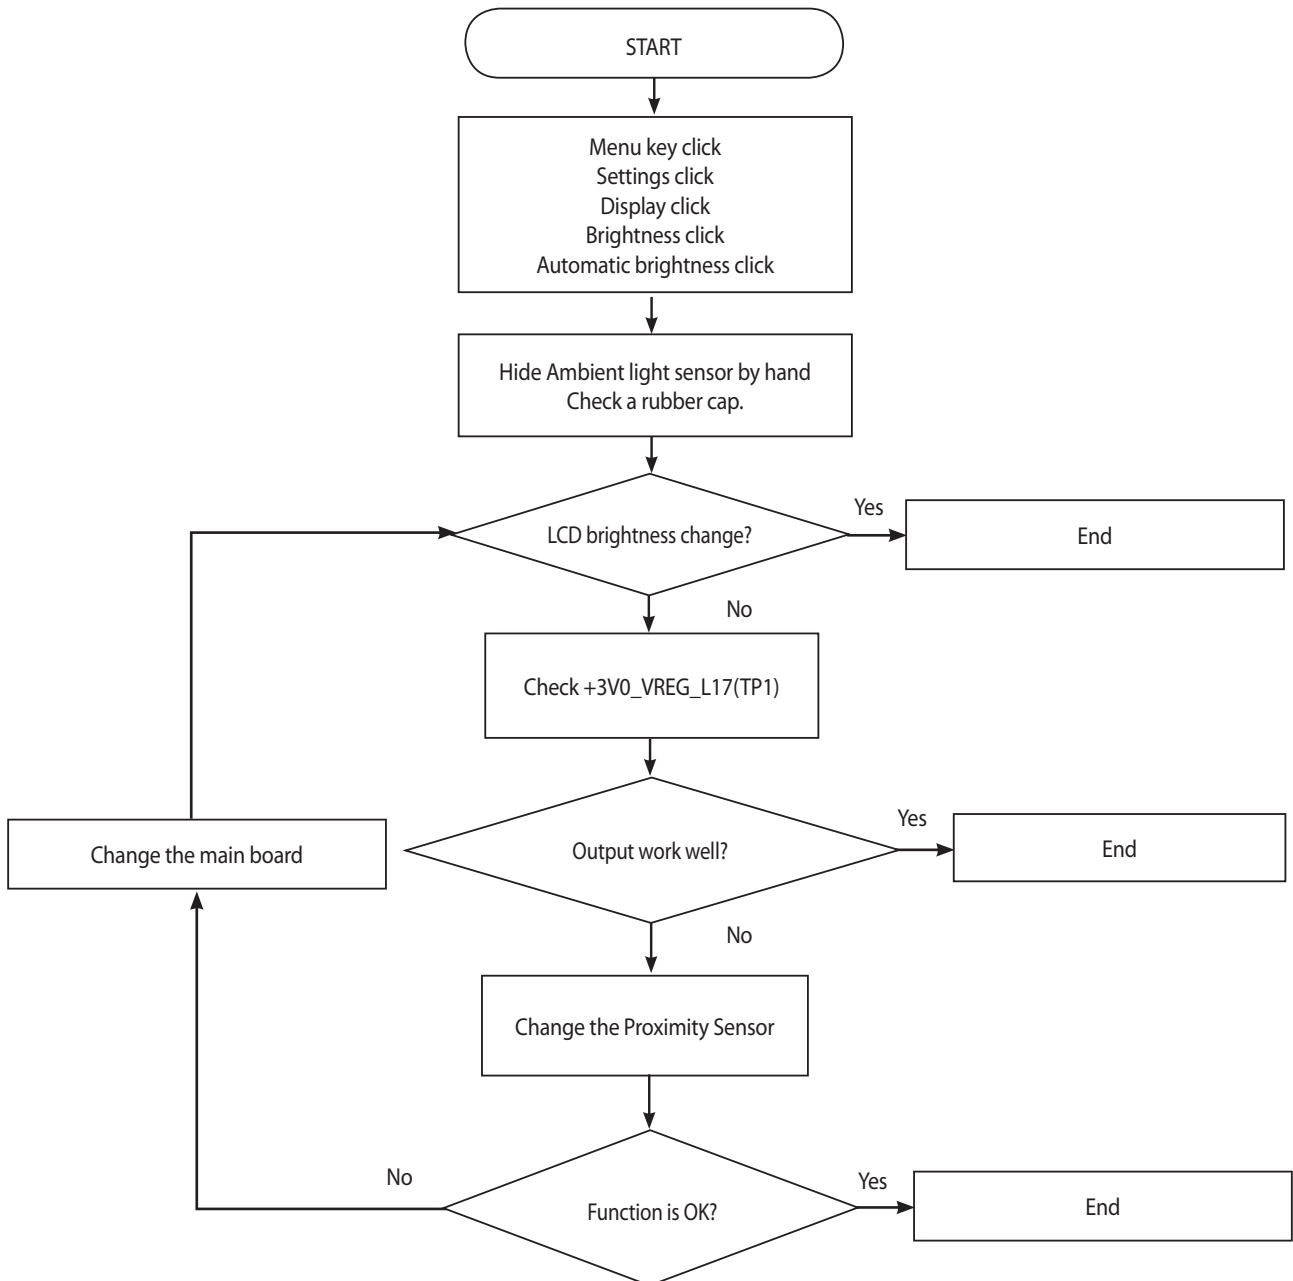 START
Menu key click
Settings click
Display click
Brightness click
Automatic brightness click
Hide Ambient light sensor by hand
Check a rubber cap.
LCD brightness change?
Yes
End
No
Check +3V0_VREG_L17(TP1)
Output work well?
Yes
End
Change the main board
No
Change the Proximity Sensor
Function is OK?
No
Yes
End